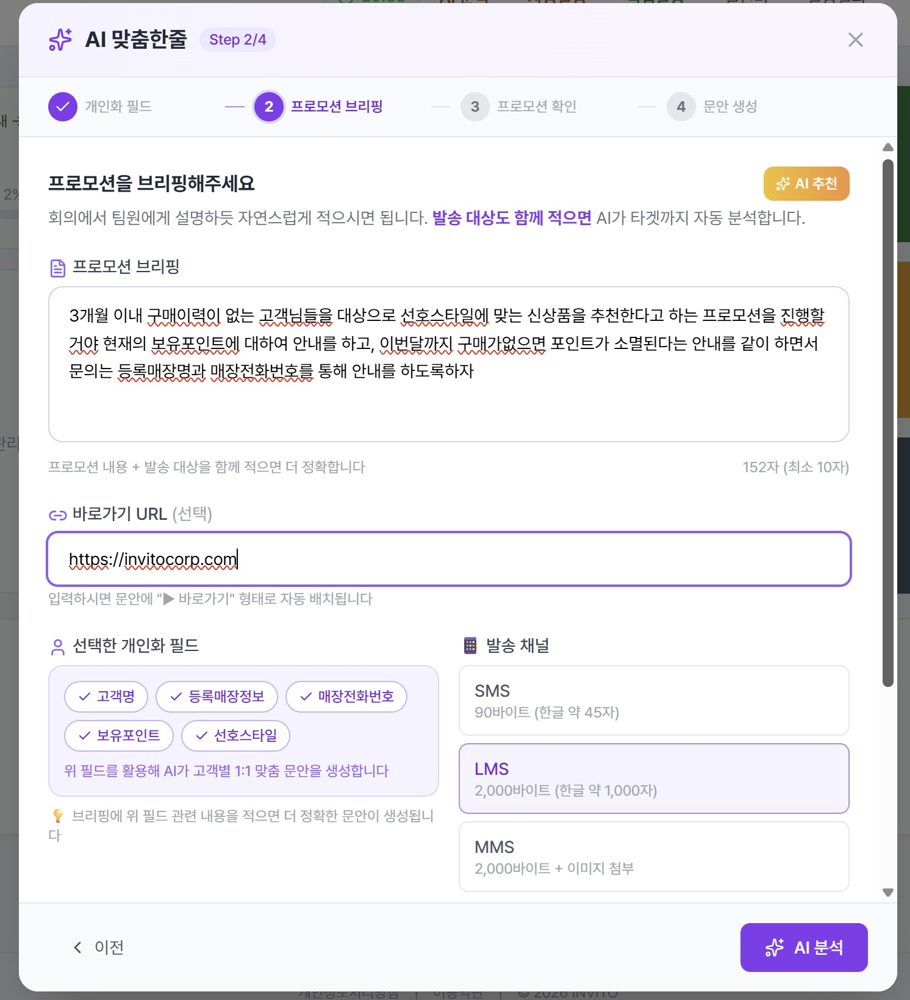 AI 맞춤한줄 Step 2/4
개인화 필드 2 프로모션 브리핑 3 프로모션 확인 4 문안 생성
프로모션을 브리핑해주세요
AI 추천
회의에서 팀원에게 설명하듯 자연스럽게 적으시면 됩니다. 발송 대상도 함께 적으면 AI가 타겟까지 자동 분석합니다.
프로모션 브리핑
3개월 이내 구매이력이 없는 고객님들을 대상으로 선호스타일에 맞는 신상품을 추천한다고 하는 프로모션을 진행할
거야 현재의 보유포인트에 대하여 안내를 하고, 이번달까지 구매가없으면 포인트가 소멸된다는 안내를 같이 하면서
문의는 등록매장명과 매장전화번호를 통해 안내를 하도록하자
프로모션 내용 + 발송 대상을 함께 적으면 더 정확합니다
152자 (최소 10자)
바로가기 URL (선택)
https://invitocorp.com
입력하시면 문안에 "▶ 바로가기" 형태로 자동 배치됩니다
선택한 개인화 필드
고객명 등록매장정보 매장전화번호
보유포인트 선호스타일
위 필드를 활용해 AI가 고객별 1:1 맞춤 문안을 생성합니다
💡 브리핑에 위 필드 관련 내용을 적으면 더 정확한 문안이 생성됩니
다
발송 채널
SMS
90바이트 (한글 약 45자)
LMS
2,000바이트 (한글 약 1,000자)
MMS
2,000바이트 + 이미지 첨부
이전
AI 분석
개인정보처리방침 | 이용약관 | © 2026 INVITO